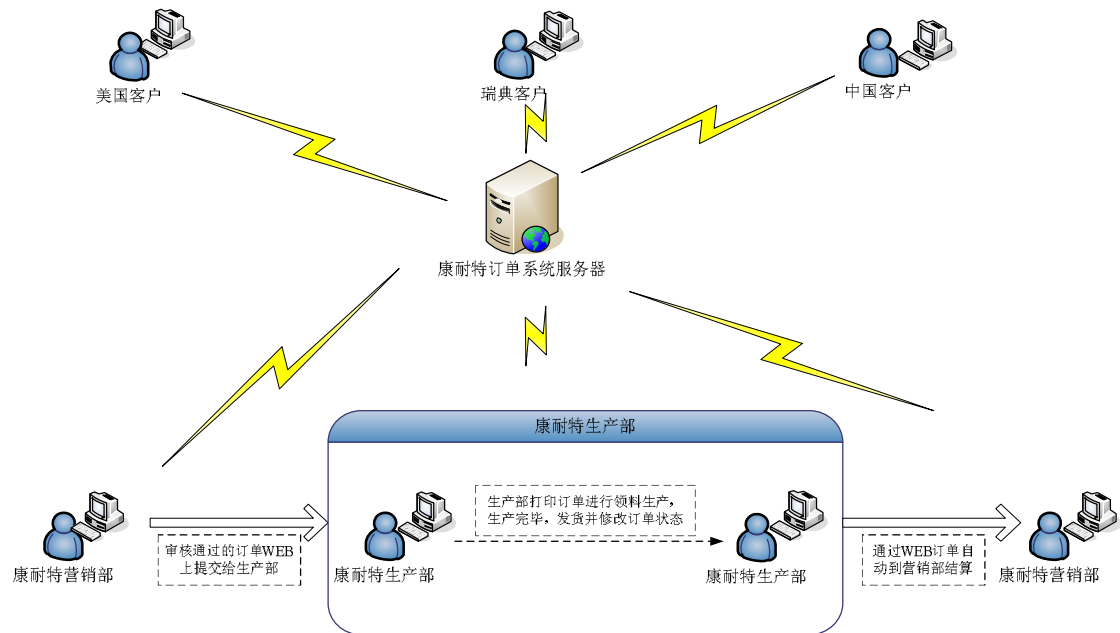 美国客户
瑞典客户
中国客户
康耐特订单系统服务器
康耐特生产部
生产部打印订单进行领料生产，
生产完毕，发货并修改订单状态
审核通过的订单WEB
上提交给生产部
通过WEB订单自
动到营销部结算
康耐特营销部
康耐特生产部
康耐特生产部
康耐特营销部